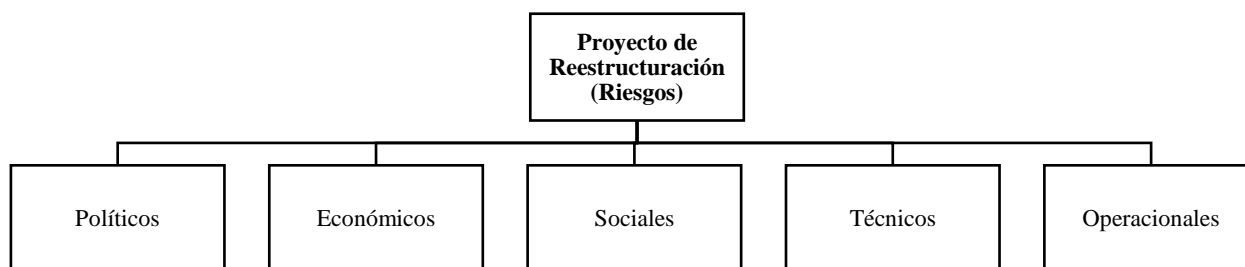 Proyecto de
Reestructuración
(Riesgos)
Políticos
Económicos
Sociales
Técnicos
Operacionales